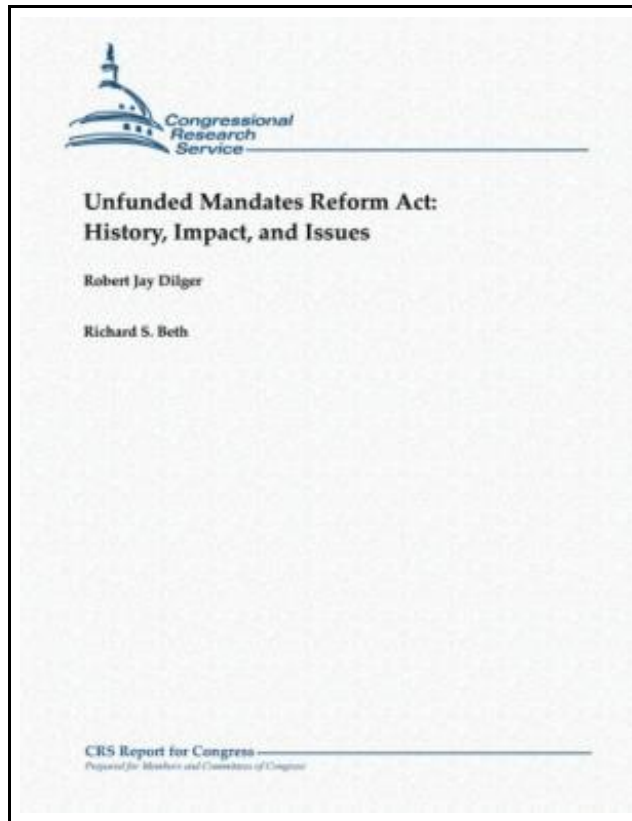 Congressional
Research
Service
Unfunded Mandates Reform Act:
History, Impact, and Issues
Robert Jay Dilger
Richard S. Beth
CRS Report for Congress
Prepared for Members and Committees of Congress